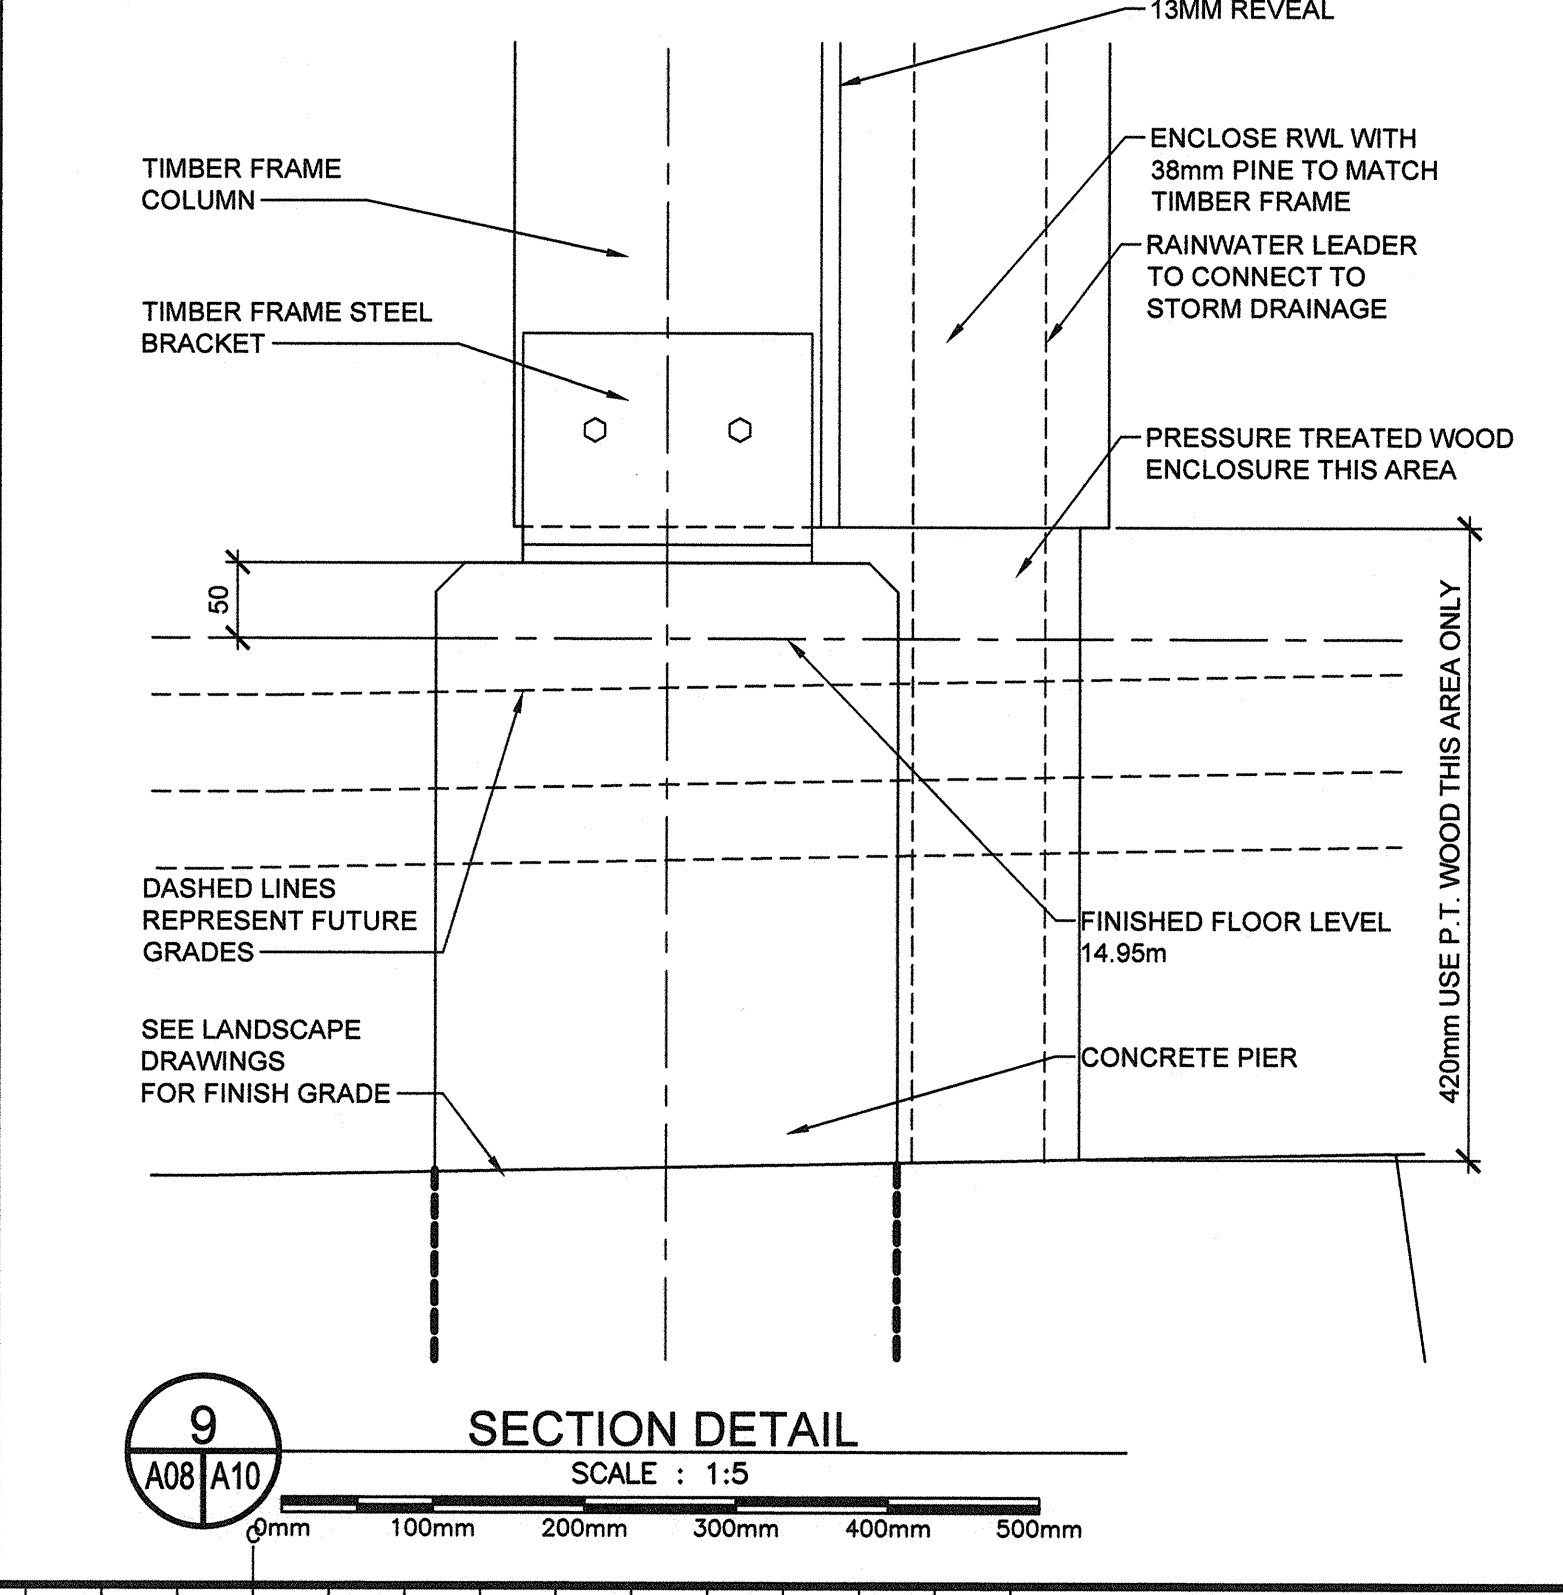 13MM REVEAL
TIMBER FRAME
COLUMN
ENCLOSE RWL WITH
38mm PINE TO MATCH
TIMBER FRAME
RAINWATER LEADER
TO CONNECT TO
STORM DRAINAGE
TIMBER FRAME STEEL
BRACKET
PRESSURE TREATED WOOD
ENCLOSURE THIS AREA
50
420mm USE P.T. WOOD THIS AREA ONLY
DASHED LINES
REPRESENT FUTURE
GRADES
FINISHED FLOOR LEVEL
14.95m
SEE LANDSCAPE
DRAWINGS
FOR FINISH GRADE
CONCRETE PIER
9
A08 A10
SECTION DETAIL
SCALE : 1:5
0mm 100mm 200mm 300mm 400mm 500mm